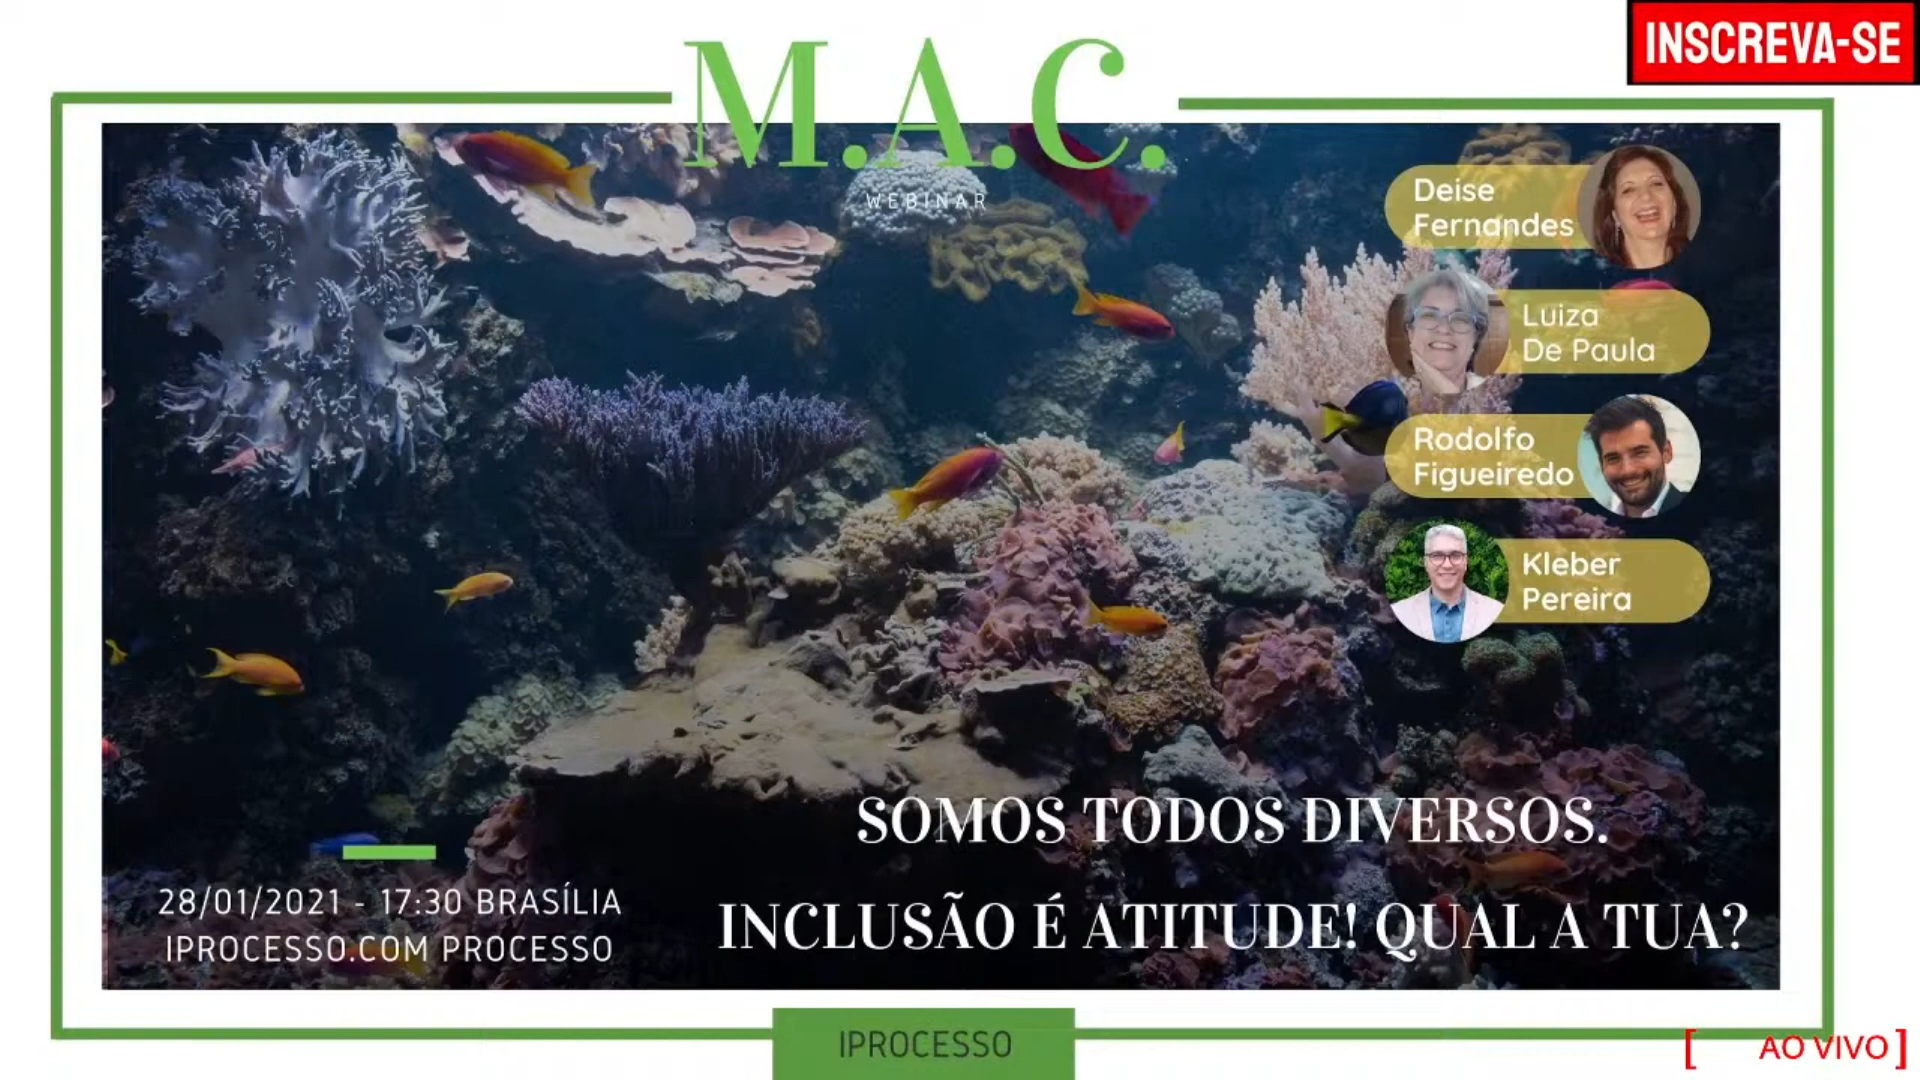 INSCREVA-SE
M.A.C.
WEBINAR
Deise
Fernandes
Luiza
De Paula
Rodolfo
Figueiredo
Kleber
Pereira
SOMOS TODOS DIVERSOS.
INCLUSÃO É ATITUDE! QUAL A TUA?
28/01/2021 - 17:30 BRASÍLIA
IPROCESSO.COM PROCESSO
IPROCESSO
[ AO VIVO ]